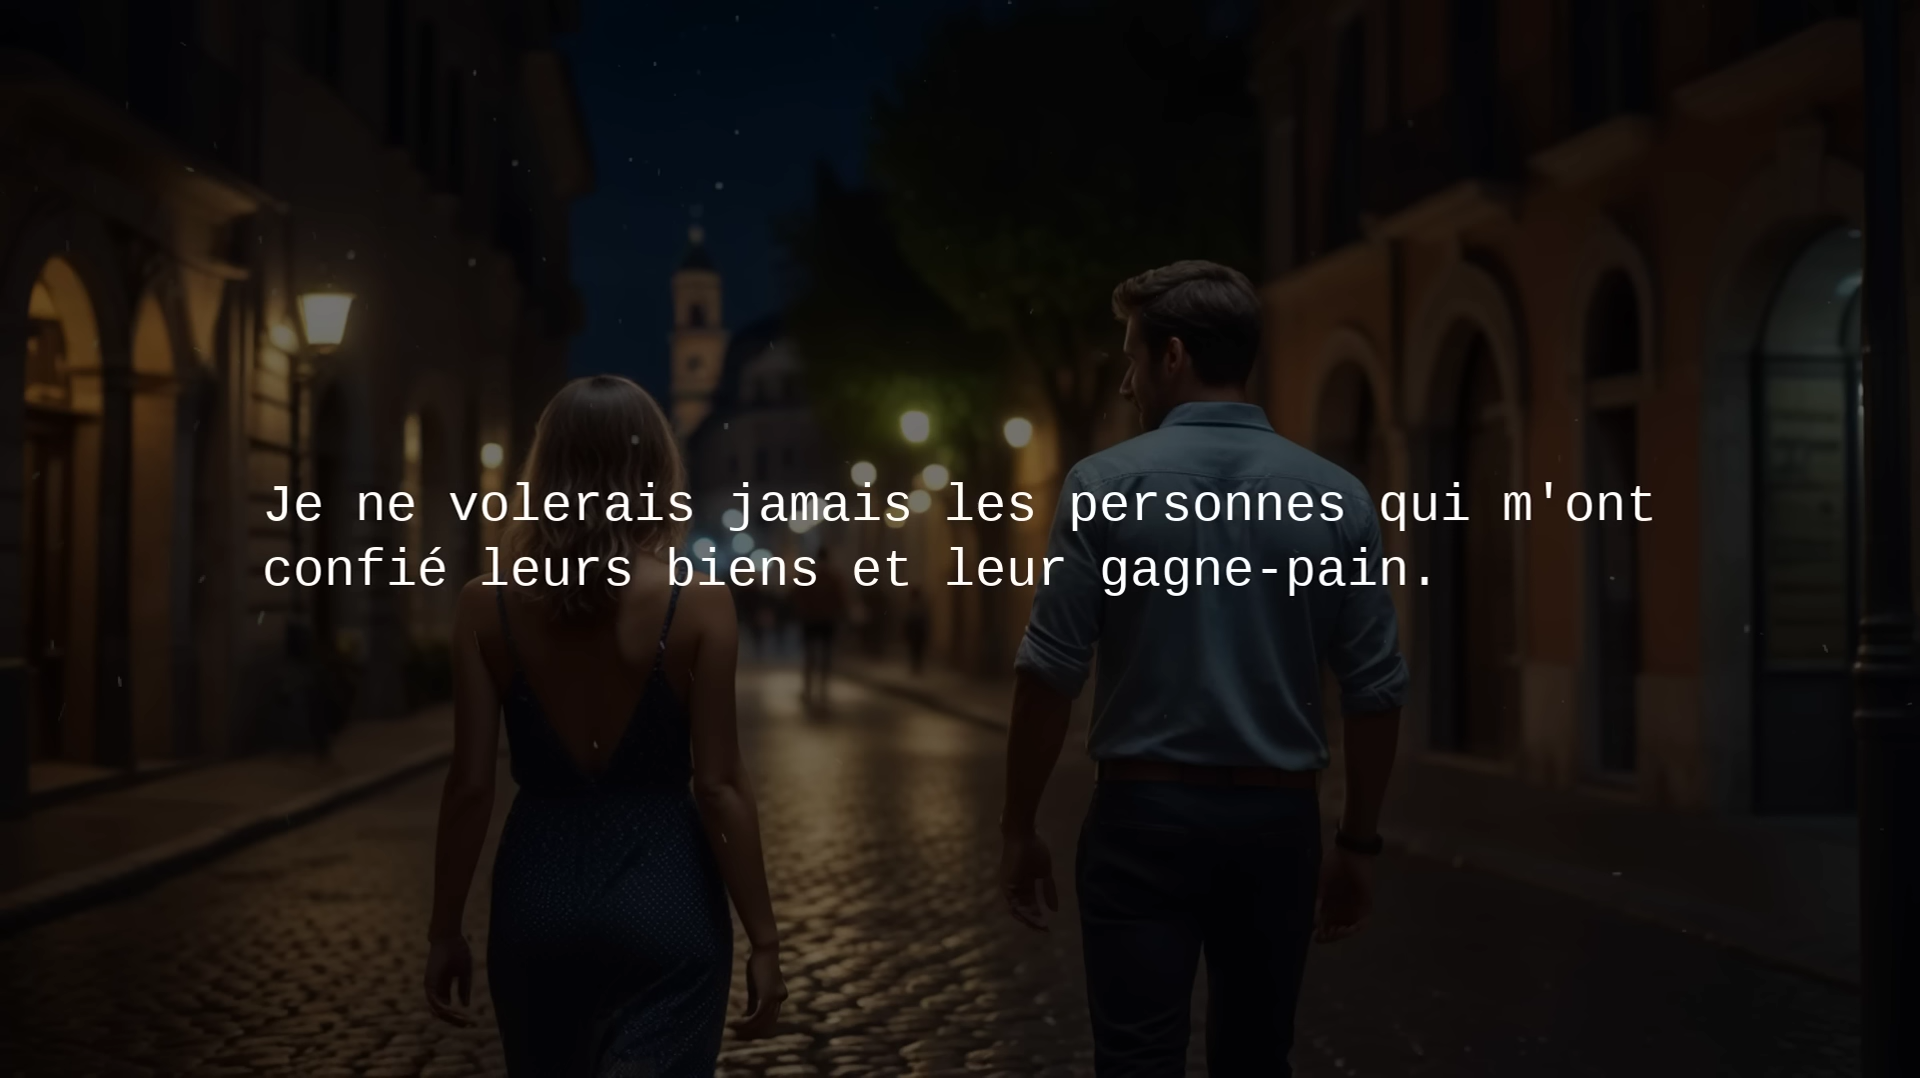 Je ne volerais jamais les personnes qui m'ont
confié leurs biens et leur gagne-pain.